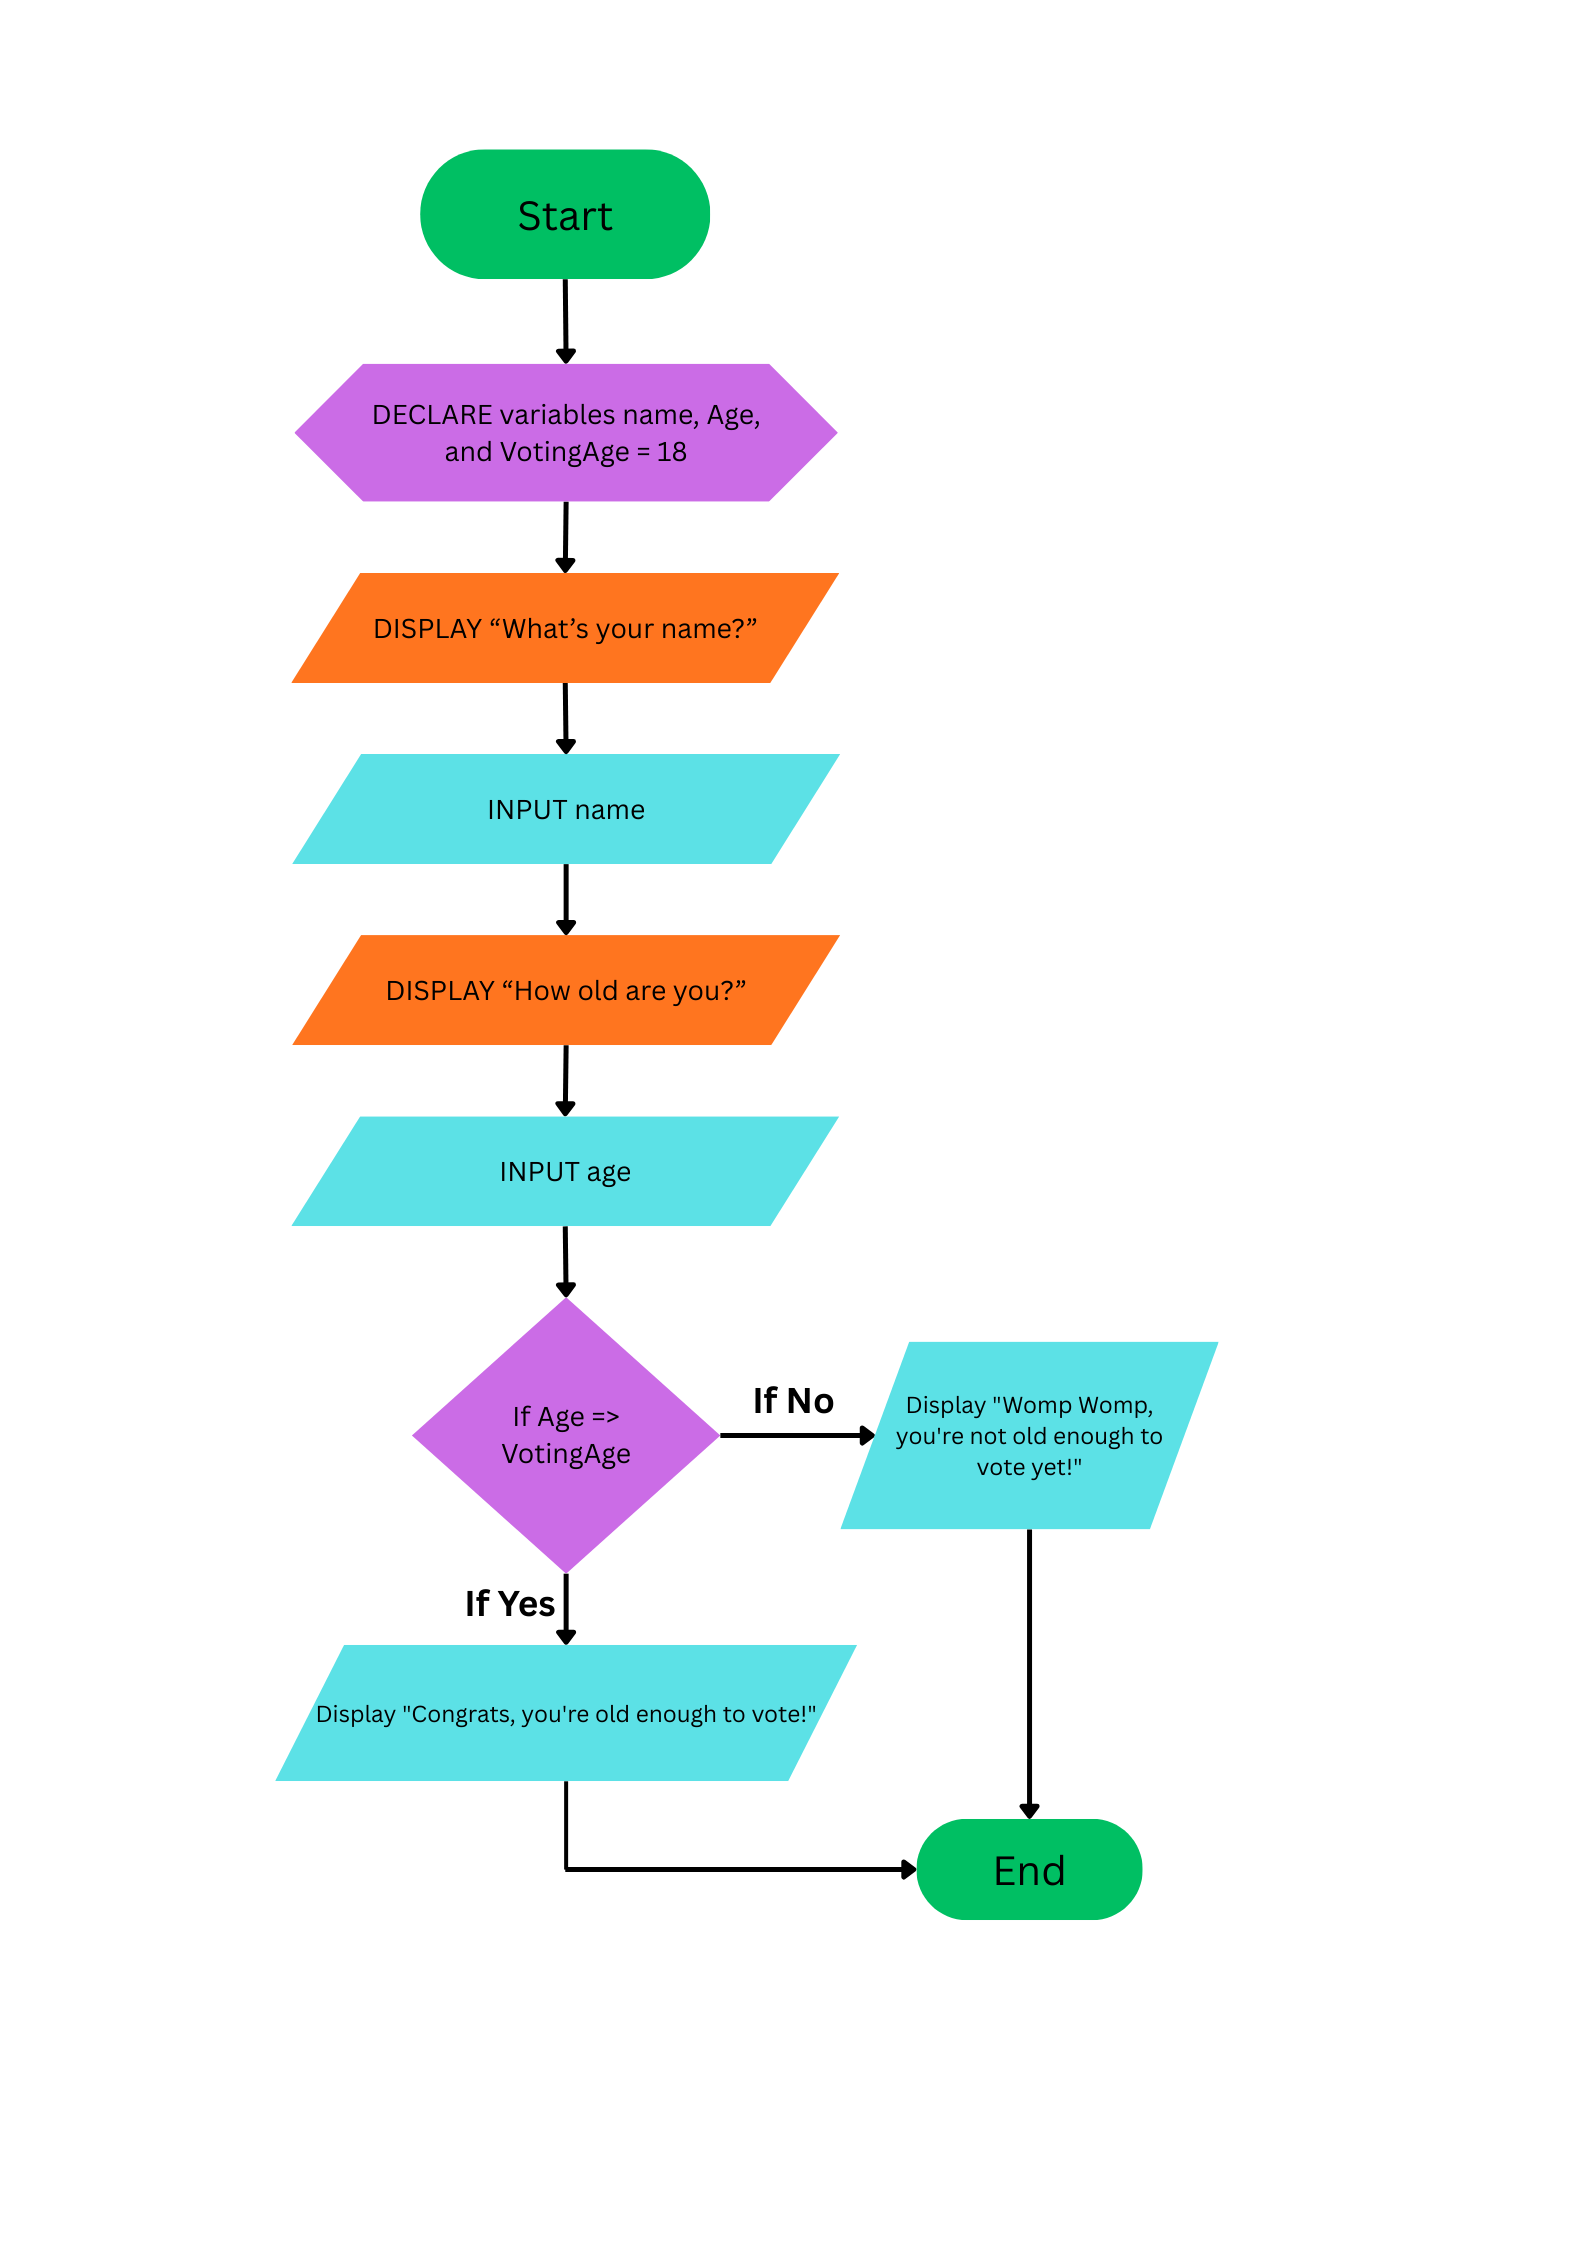 Start
DECLARE variables name, Age,
and VotingAge = 18
DISPLAY “What’s your name?”
INPUT name
DISPLAY “How old are you?”
INPUT age
If Age =>
VotingAge
If No
Display "Womp Womp,
you're not old enough to
vote yet!"
If Yes
Display "Congrats, you're old enough to vote!"
End